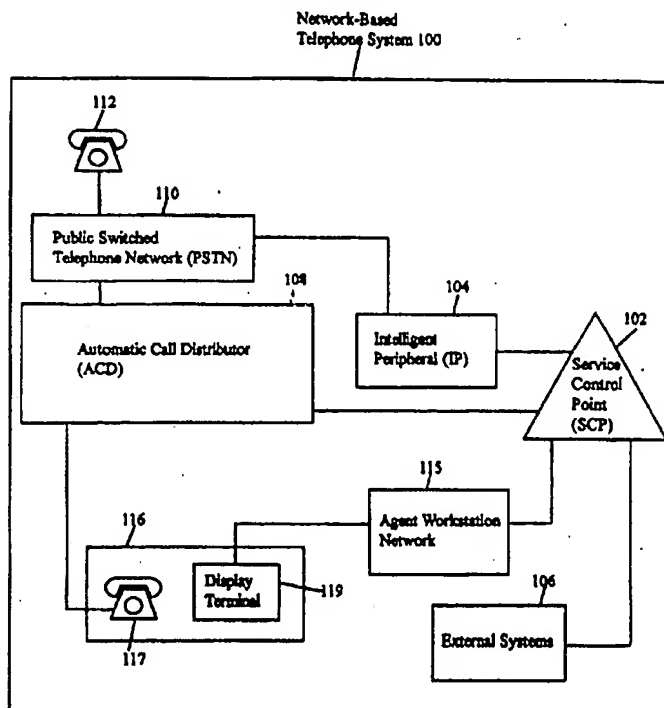 Network-Based
Telephone System 100
112
110
Public Switched
Telephone Network (PSTN)
108
Automatic Call Distributor
(ACD)
104
Intelligent
Peripheral (IP)
102
Service
Control
Point
(SCP)
115
Agent Workstation
Network
116
Display
Terminal
119
117
106
External Systems